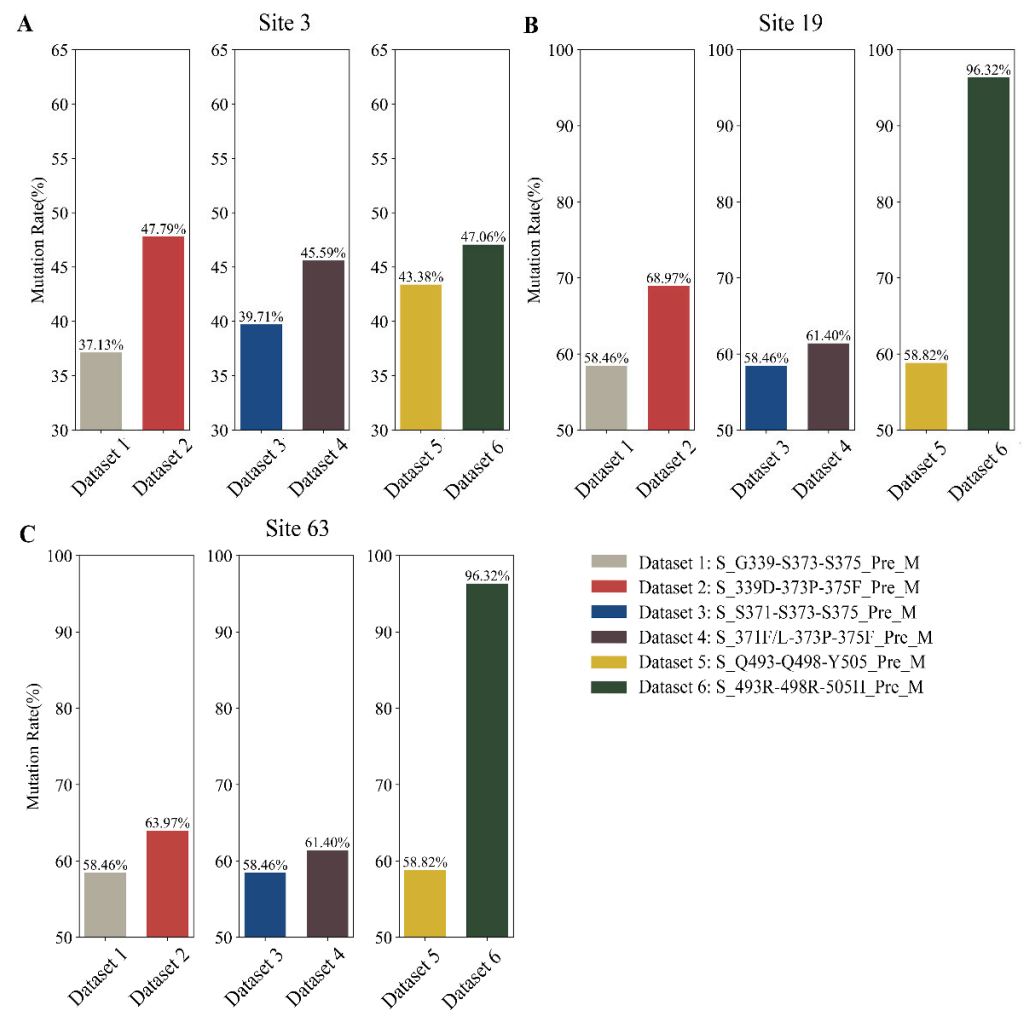 A
Site 3
Mutation Rate(%)
65
60
55
50
45
40
35
30
37.13%
47.79%
Dataset 1
Dataset 2
65
60
55
50
45
40
35
30
39.71%
45.59%
Dataset 3
Dataset 4
65
60
55
50
45
40
35
30
43.38%
47.06%
Dataset 5
Dataset 6
B
Site 19
Mutation Rate(%)
100
90
80
70
60
50
58.46%
68.97%
Dataset 1
Dataset 2
100
90
80
70
60
50
58.46%
61.40%
Dataset 3
Dataset 4
100
90
80
70
60
50
58.82%
96.32%
Dataset 5
Dataset 6
C
Site 63
Mutation Rate(%)
100
90
80
70
60
50
58.46%
63.97%
Dataset 1
Dataset 2
100
90
80
70
60
50
58.46%
61.40%
Dataset 3
Dataset 4
100
90
80
70
60
50
58.82%
96.32%
Dataset 5
Dataset 6
Dataset 1: S_G339-S373-S375_Pre_M
Dataset 2: S_339D-373P-375F_Pre_M
Dataset 3: S_S371-S373-S375_Pre_M
Dataset 4: S_371F/L-373P-375F_Pre_M
Dataset 5: S_Q493-Q498-Y505_Pre_M
Dataset 6: S_493R-498R-505H_Pre_M